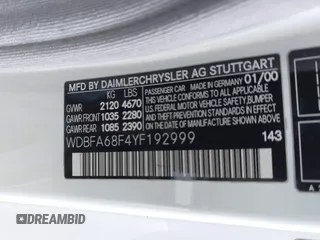 MFD BY DAIMLERCHRYSLER AG STUTTGART
KG LBS PASSENGER CAR MADE IN GERMANY 01/00
GVWR 2120 4670 THIS VEHICLE CONFORMS TO ALL APPLICABLE
GAWR FRONT 1035 2280 U.S. FEDERAL MOTOR VEHICLE SAFETY, BUMPER,
GAWR REAR 1085 2390 AND THEFT PREVENTION STANDARDS IN EFFECT
ON THE DATE OF MANUFACTURE SHOWN ABOVE.
WDBFA68F4YF192999 143
DREAMBID
DREAMBID.COM